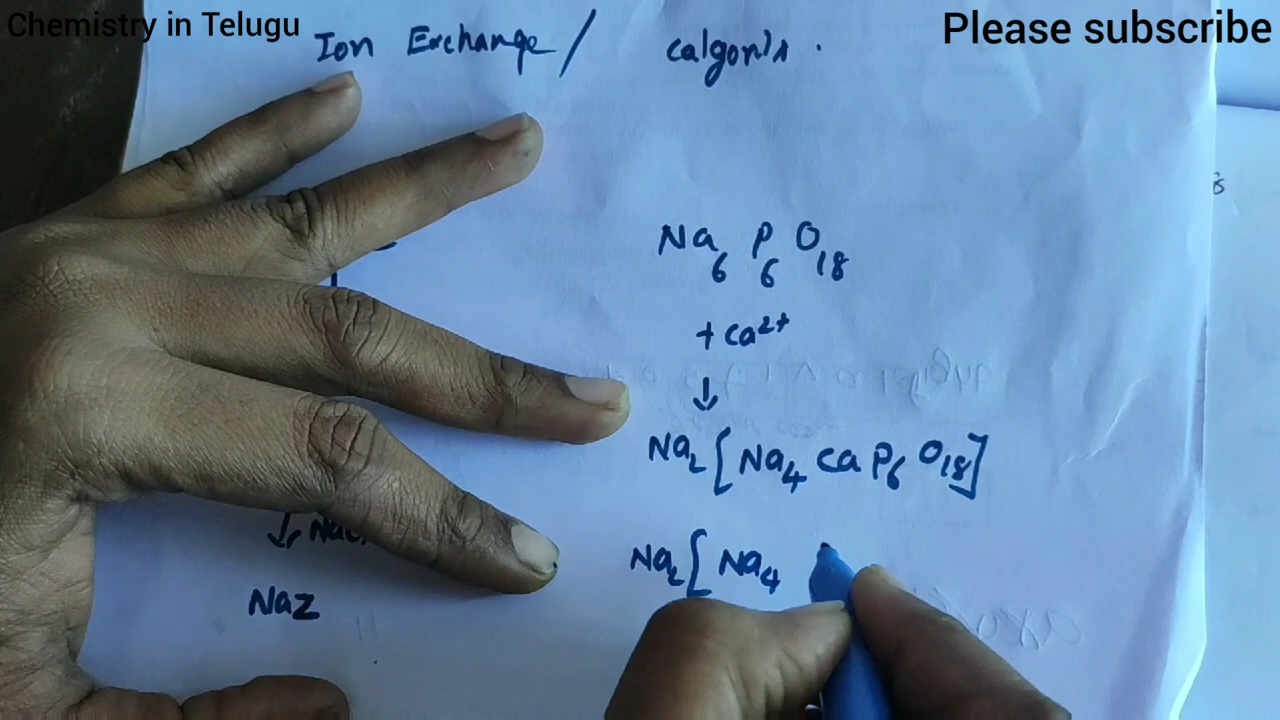 Chemistry in Telugu
Please subscribe
Ion Exchange / calgon's .
Na6 P6 O18
+ Ca2+
↓
Na2 [ Na4 Ca P6 O18 ]
Na2 [ Na4
↓
NaZ